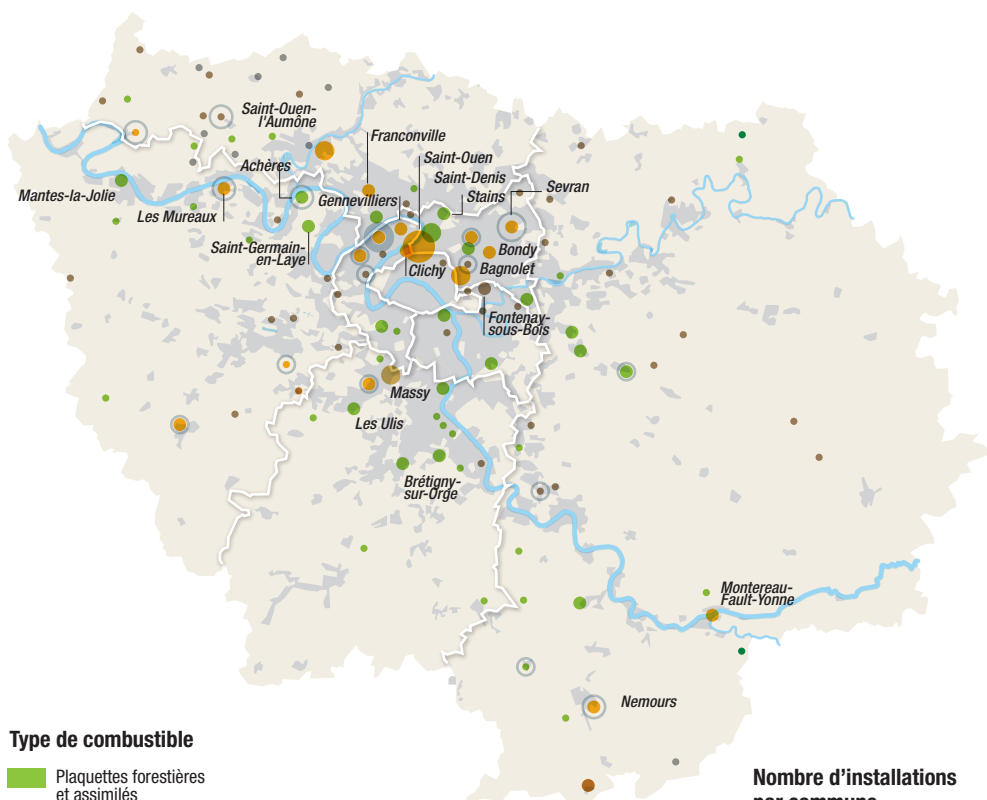 Saint-Ouen-
l'Aumône
Franconville
Achères
Saint-Ouen
Saint-Denis
Stains
Sevran
Gennevilliers
Mantes-la-Jolie
Les Mureaux
Saint-Germain-
en-Laye
Bondy
Clichy
Bagnolet
Fontenay-
sous-Bois
Massy
Les Ulis
Brétigny-
sur-Orge
Montereau-
Fault-Yonne
Nemours
Type de combustible
Plaquettes forestières
et assimilés
Nombre d'installations
par commune